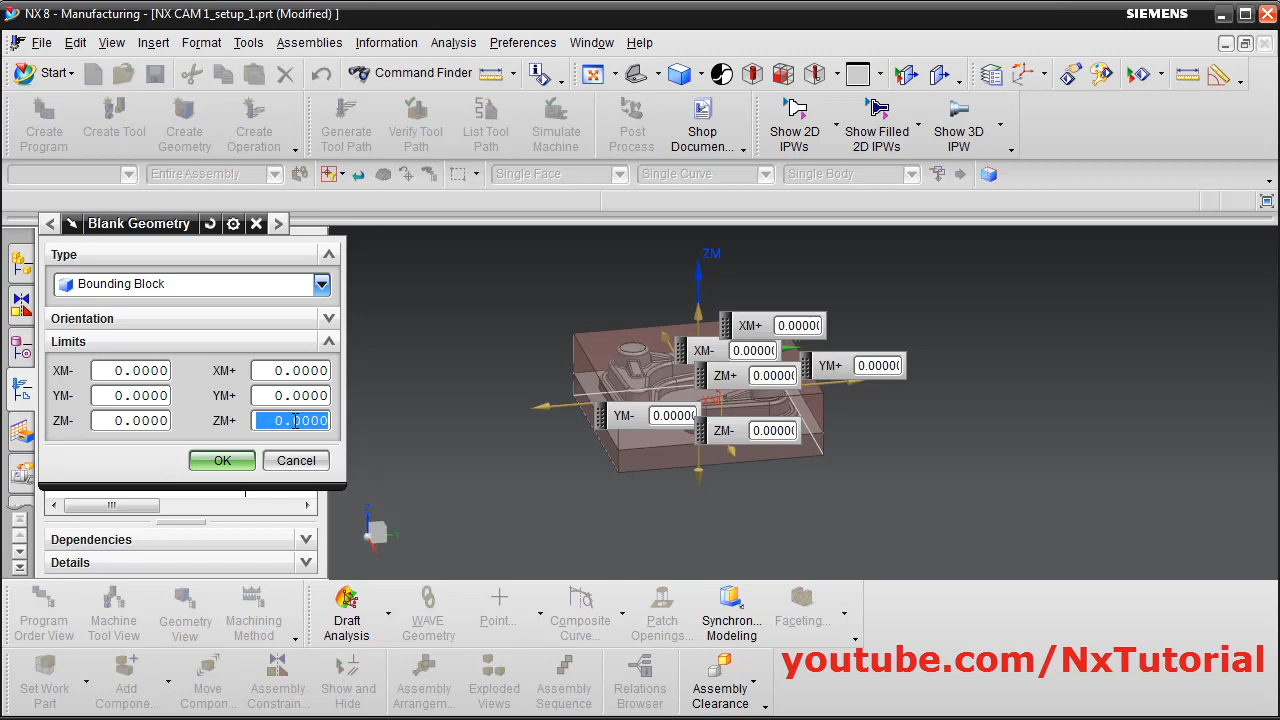 NX 8 - Manufacturing - [NX CAM 1_setup_1.prt (Modified) ]
SIEMENS
File Edit View Insert Format Tools Assemblies Information Analysis Preferences Window Help
Start
Command Finder
Create Program
Create Tool
Create Geometry
Create Operation
Generate Tool Path
Verify Tool Path
List Tool Path
Simulate Machine
Post Process
Shop Documen...
Show 2D IPWs
Show Filled 2D IPWs
Show 3D IPW
Entire Assembly
Single Face
Single Curve
Single Body
Blank Geometry
Type
Bounding Block
Orientation
Limits
XM- 0.0000 XM+ 0.0000
YM- 0.0000 YM+ 0.0000
ZM- 0.0000 ZM+ 0.0000
OK Cancel
Dependencies
Details
ZM
XM+ 0.0000
XM- 0.0000
YM+ 0.0000
ZM+ 0.0000
YM- 0.0000
ZM- 0.0000
Z
Program Order View
Machine Tool View
Geometry View
Machining Method
Draft Analysis
WAVE Geometry
Point...
Composite Curve...
Patch Openings...
Synchron... Modeling
Faceting...
Set Work Part
Add Compone...
Move Compon...
Assembly Constrain...
Show and Hide
Assembly Arrangem...
Exploded Views
Assembly Sequence
Relations Browser
Assembly Clearance
youtube.com/NxTutorial